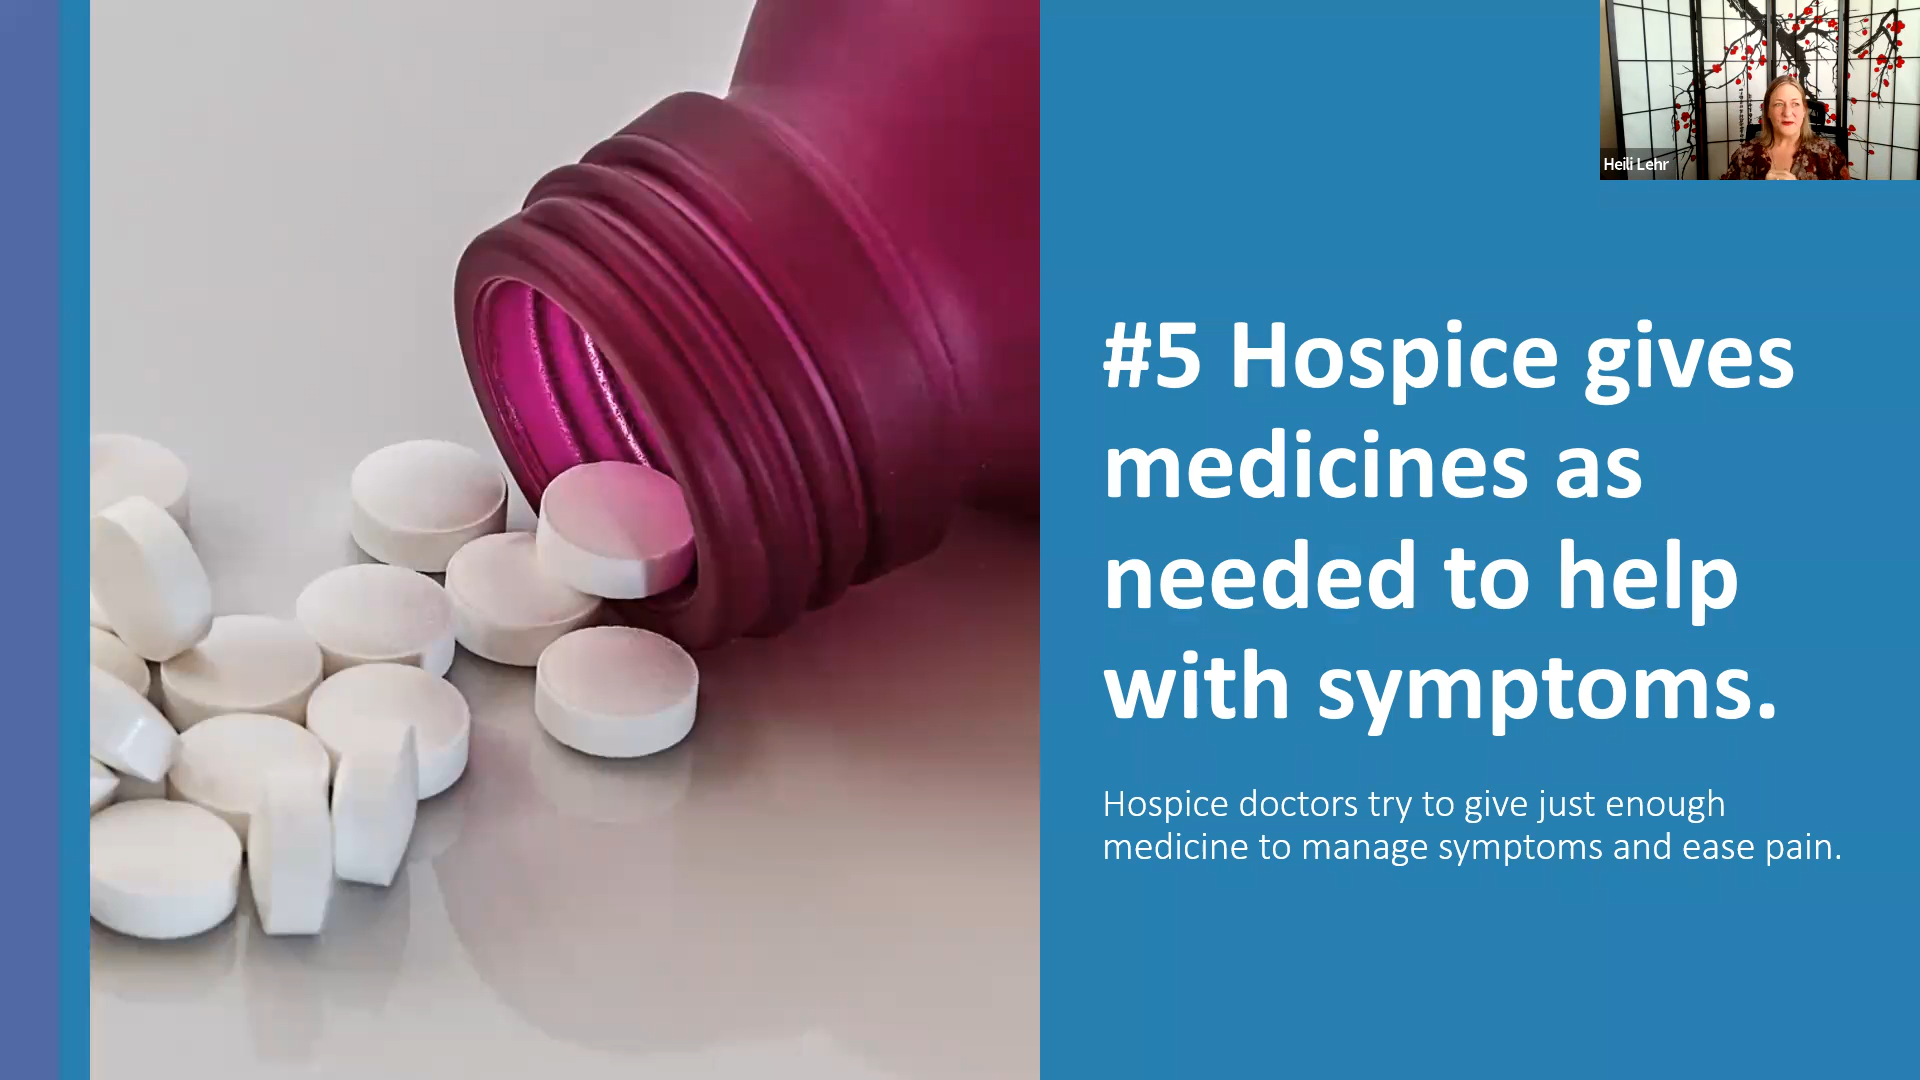 Heili Lehr
#5 Hospice gives
medicines as
needed to help
with symptoms.
Hospice doctors try to give just enough
medicine to manage symptoms and ease pain.